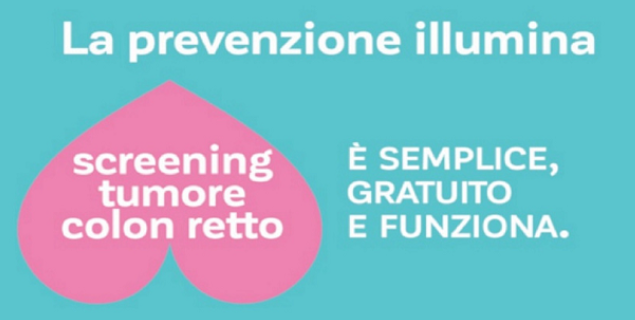 La prevenzione illumina
screening
tumore
colon retto
È SEMPLICE,
GRATUITO
E FUNZIONA.